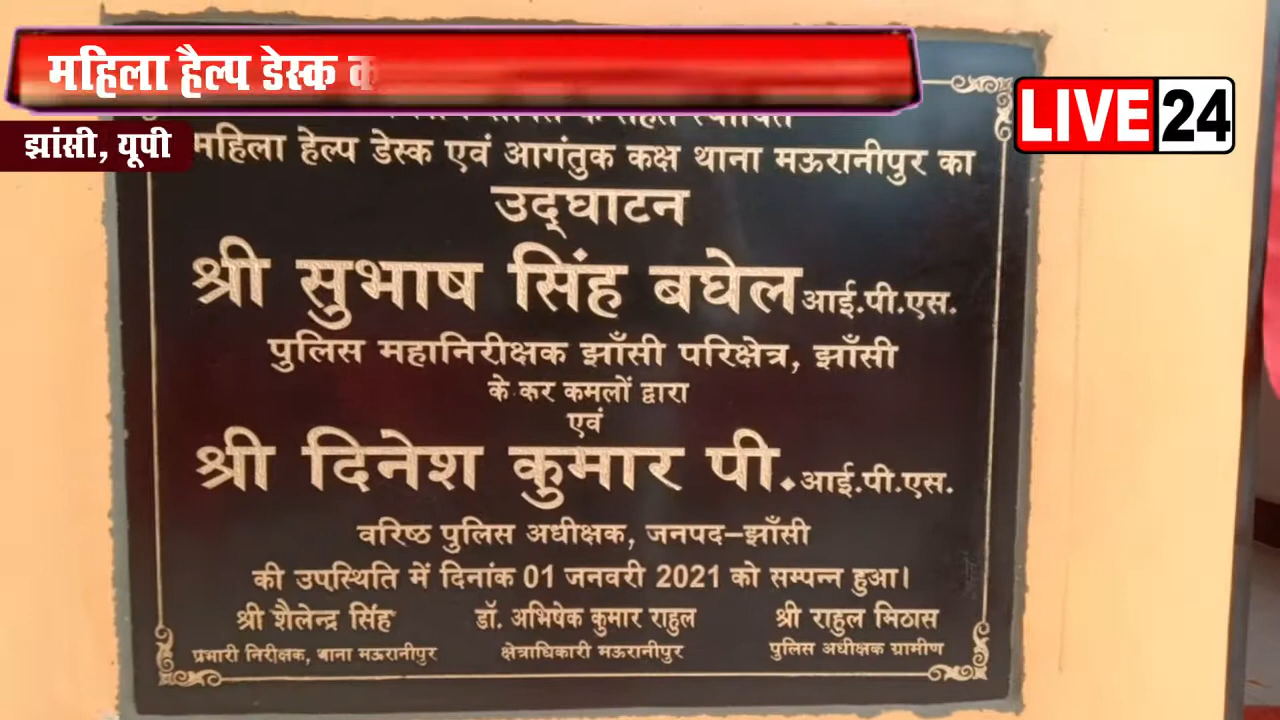 महिला हैल्प डेस्क
LIVE 24
झांसी, यूपी
महिला हेल्प डेस्क एवं आगंतुक कक्ष थाना मऊरानीपुर का
उद्घाटन
श्री सुभाष सिंह बघेल आई.पी.एस.
पुलिस महानिरीक्षक झाँसी परिक्षेत्र, झाँसी
के कर कमलों द्वारा
एवं
श्री दिनेश कुमार पी. आई.पी.एस.
वरिष्ठ पुलिस अधीक्षक, जनपद–झाँसी
की उपस्थिति में दिनांक 01 जनवरी 2021 को सम्पन्न हुआ।
श्री शैलेन्द्र सिंह डॉ. अभिषेक कुमार राहुल श्री राहुल मिठास
प्रभारी निरीक्षक, थाना मऊरानीपुर क्षेत्राधिकारी मऊरानीपुर पुलिस अधीक्षक ग्रामीण